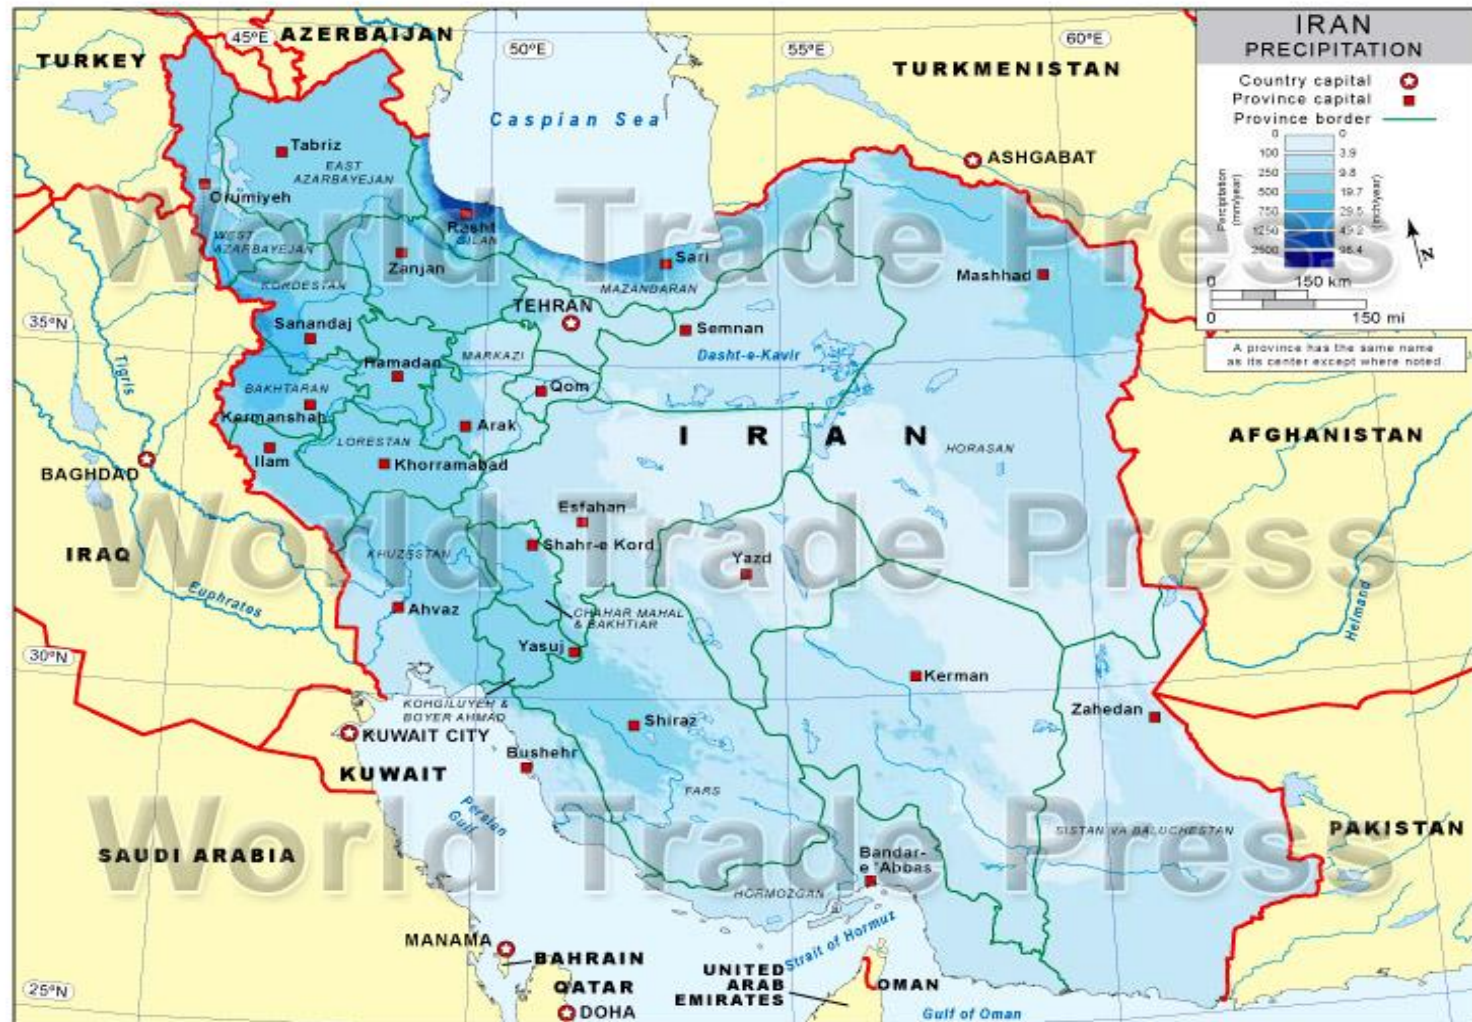 IRAN
PRECIPITATION
Country capital
Province capital
Province border
0 0
100 3.9
250 9.8
500 19.7
750 29.5
1250 49.2
2500 98.4
Percipitation
(mm/year)
(inch/year)
N
0 150 km
0 150 mi
A province has the same name
as its center except where noted.
45°E
50°E
55°E
60°E
AZERBAIJAN
TURKEY
TURKMENISTAN
Caspian Sea
ASHGABAT
Tabriz
EAST
AZARBAYEJAN
Orumiyeh
World Trade Press
WEST
AZARBAYEJAN
Rasht
GILAN
Zanjan
Sari
MAZANDARAN
Mashhad
KORDESTAN
TEHRAN
35°N
Sanandaj
Semnan
MARKAZI
Dasht-e-Kavir
Hamadan
Tigris
BAKHTARAN
Qom
Kermanshah
Arak
I R A N
AFGHANISTAN
LORESTAN
HORASAN
Ilam
Khorramabad
BAGHDAD
Esfahan
World Trade Press
Shahr-e Kord
IRAQ
KHUZESTAN
Yazd
Euphrates
Helmand
Ahvaz
CHAHAR MAHAL
& BAKHTIAR
Yasuj
30°N
Kerman
KOHGILUYEH &
BOYER AHMAD
Zahedan
Shiraz
KUWAIT CITY
Bushehr
KUWAIT
FARS
Persian
Gulf
World Trade Press
SISTAN VA BALUCHESTAN
PAKISTAN
SAUDI ARABIA
Bandar-
e 'Abbas
HORMOZGAN
Strait of Hormuz
MANAMA
BAHRAIN
QATAR
UNITED
ARAB
EMIRATES
OMAN
25°N
DOHA
Gulf of Oman